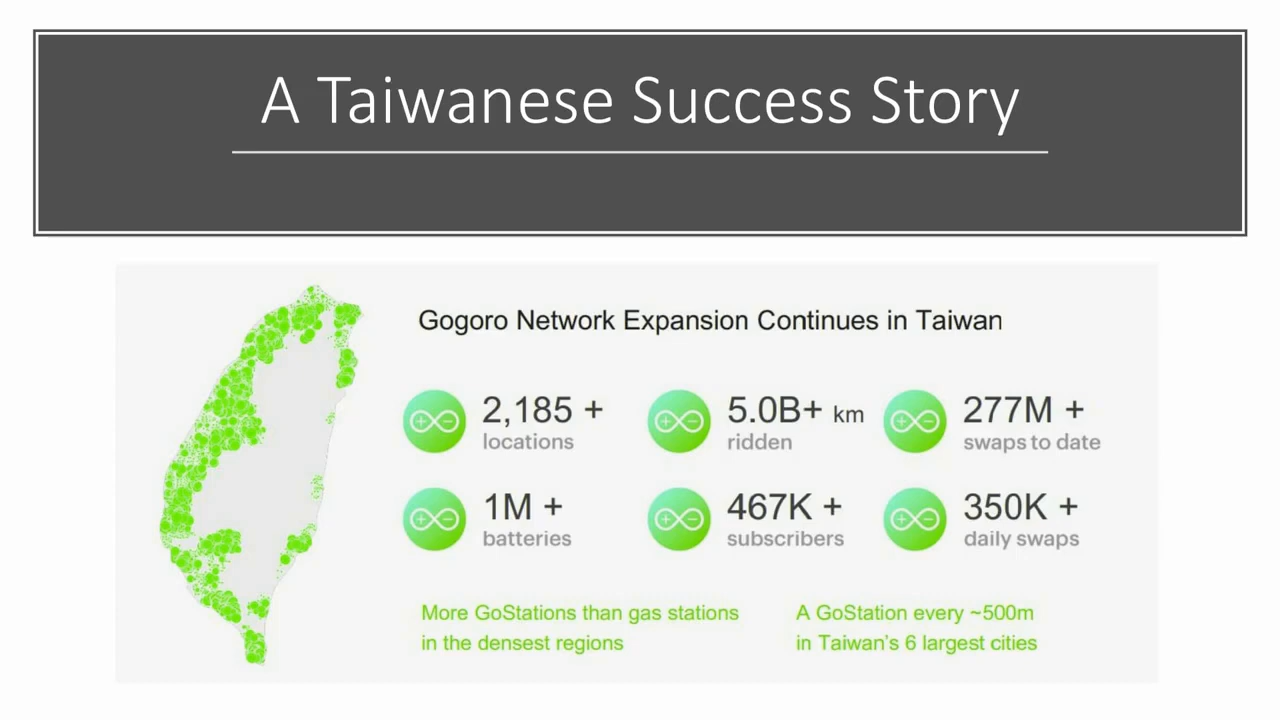 A Taiwanese Success Story
Gogoro Network Expansion Continues in Taiwan
2,185 +
locations
5.0B+ km
ridden
277M +
swaps to date
1M +
batteries
467K +
subscribers
350K +
daily swaps
More GoStations than gas stations
in the densest regions
A GoStation every ~500m
in Taiwan's 6 largest cities